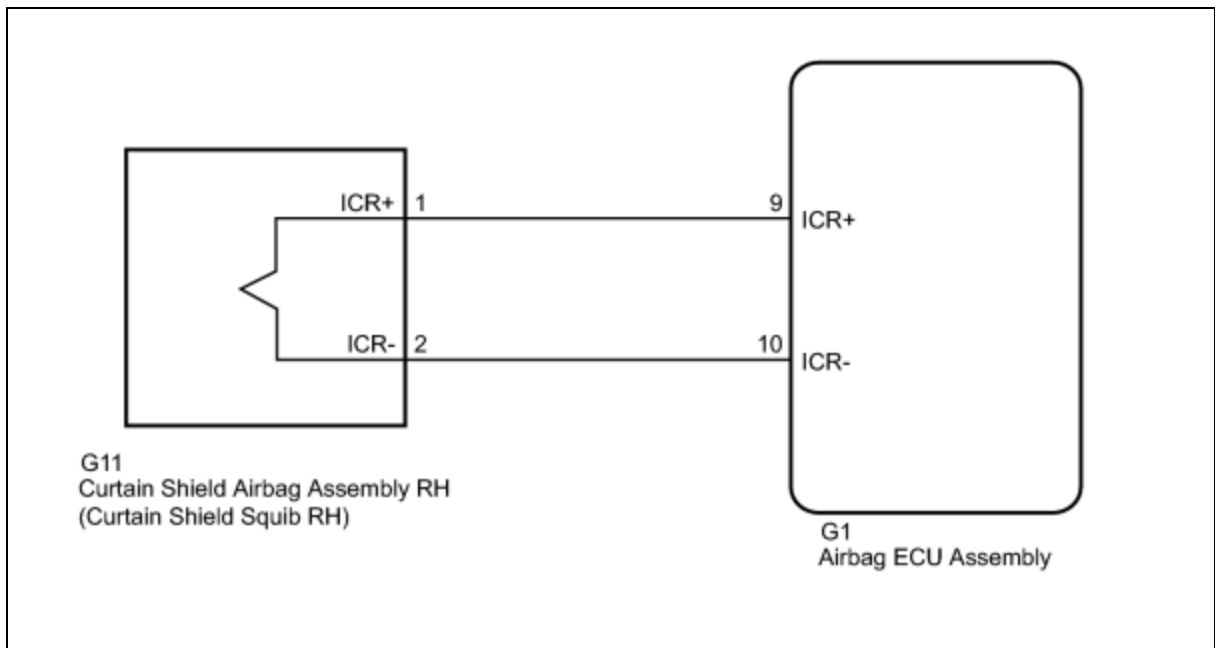 ICR+ 1
9
ICR+
ICR- 2
10
ICR-
G11
Curtain Shield Airbag Assembly RH
(Curtain Shield Squib RH)
G1
Airbag ECU Assembly